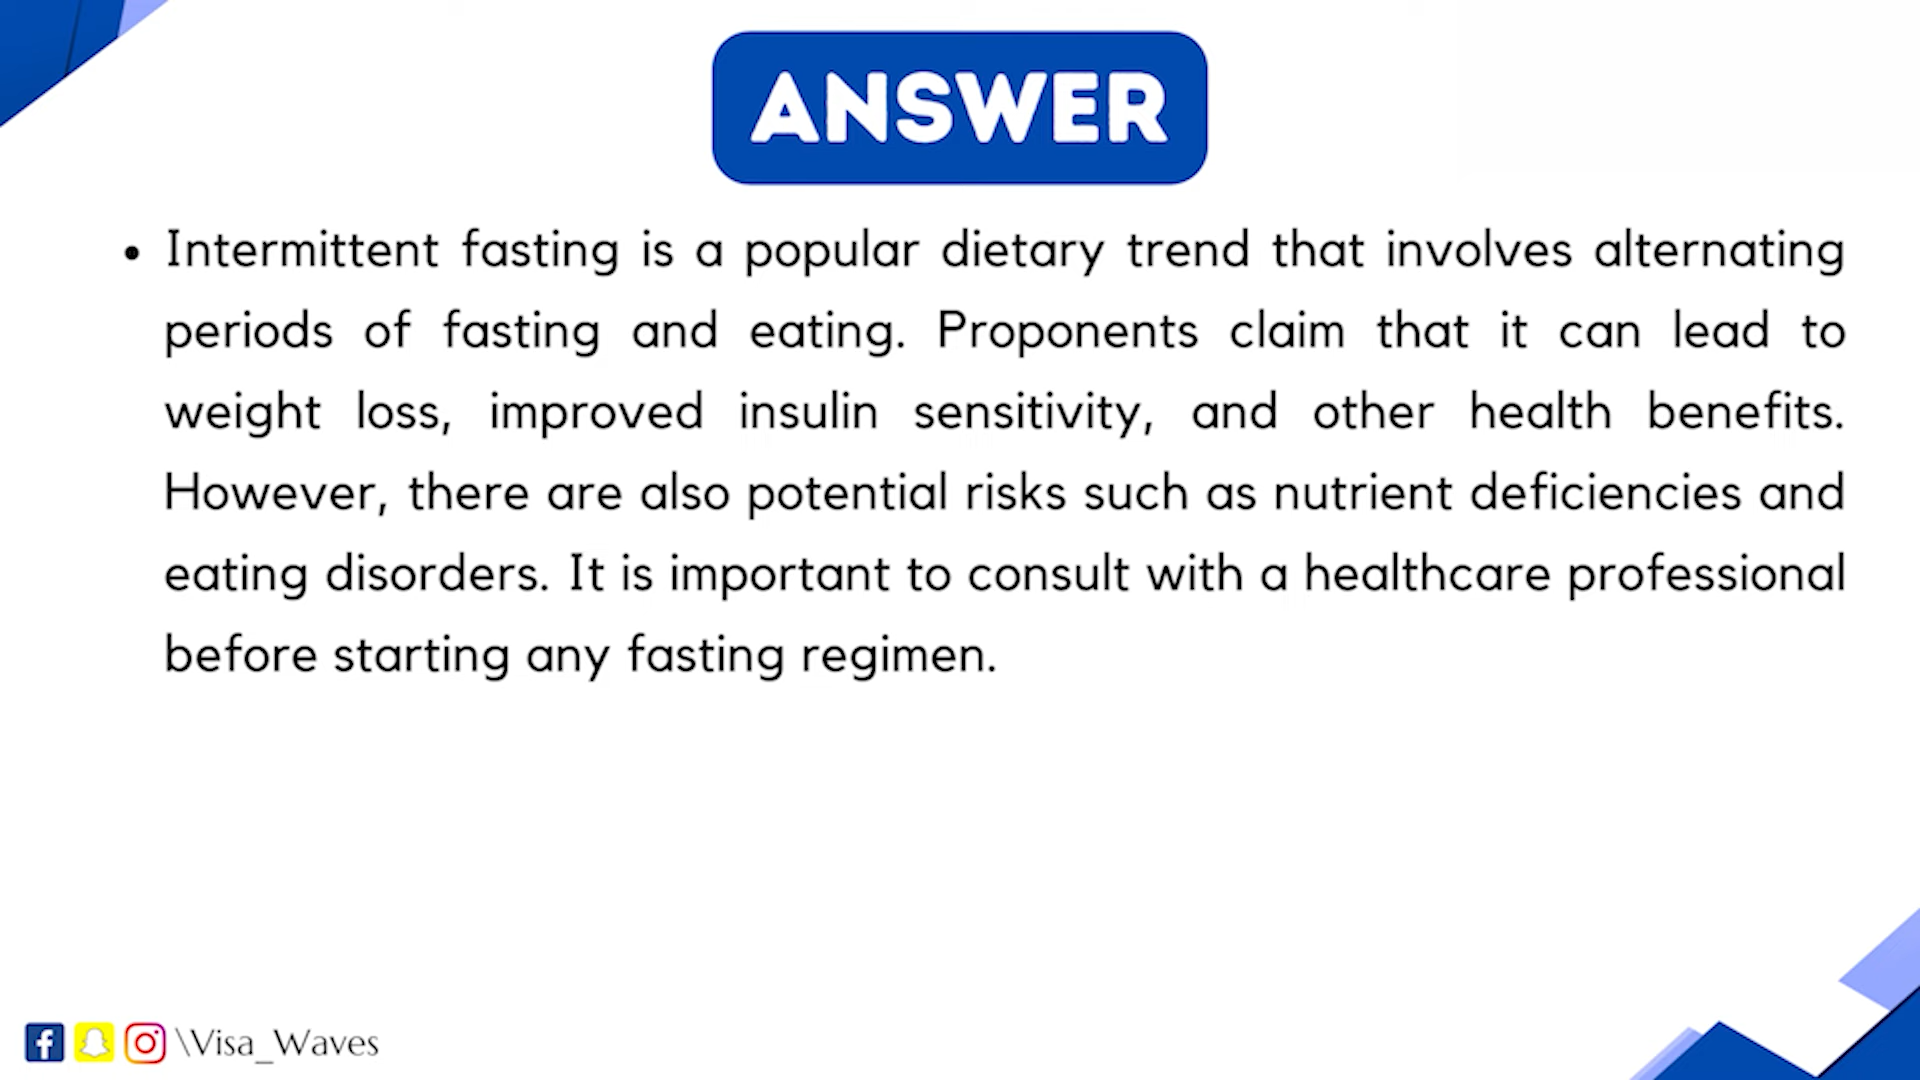 ANSWER
• Intermittent fasting is a popular dietary trend that involves alternating
periods of fasting and eating. Proponents claim that it can lead to
weight loss, improved insulin sensitivity, and other health benefits.
However, there are also potential risks such as nutrient deficiencies and
eating disorders. It is important to consult with a healthcare professional
before starting any fasting regimen.
\Visa_Waves